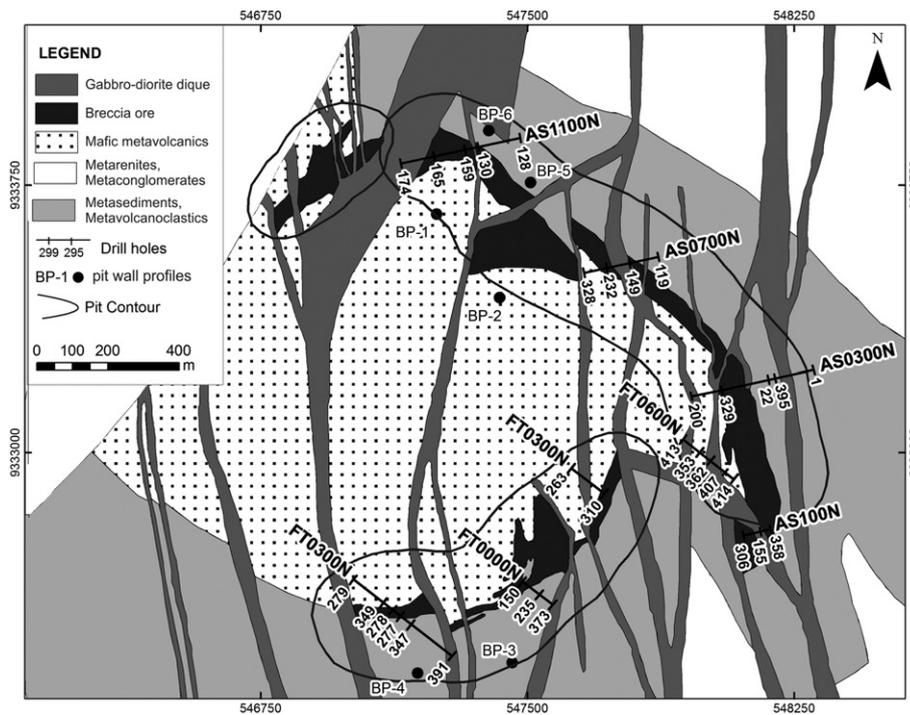 546750 547500 548250
LEGEND
Gabbro-diorite dique
Breccia ore
Mafic metavolcanics
Metarenites,
Metaconglomerates
Metasediments,
Metavolcanoclastics
299 295 Drill holes
BP-1 pit wall profiles
Pit Contour
0 100 200 400
m
N
9333750
9333000
BP-6
AS1100N
174 165 159 130 128
BP-5
BP-1
AS0700N
328 232 149 119
BP-2
AS0300N
200 329 22 395 1
FT0600N
413 353 362 407 414
FT0300N
263 310
AS100N
306 155 358
FT0300N
279 349 278 277 347 391
FT0000N
150 235 373
BP-3
BP-4
546750 547500 548250